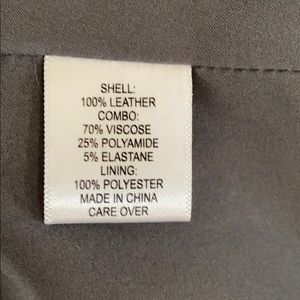 SHELL:
100% LEATHER
COMBO:
70% VISCOSE
25% POLYAMIDE
5% ELASTANE
LINING:
100% POLYESTER
MADE IN CHINA
CARE OVER